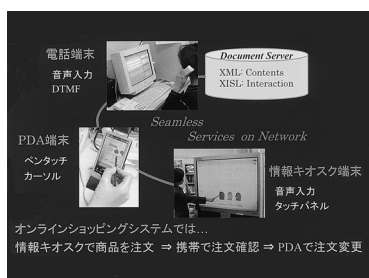 電話端末
音声入力
DTMF
Document Server
XML: Contents
XISL: Interaction
Seamless
Services on Network
PDA端末
ペンタッチ
カーソル
情報キオスク端末
音声入力
タッチパネル
オンラインショッピングシステムでは…
情報キオスクで商品を注文 ⇒ 携帯で注文確認 ⇒ PDAで注文変更